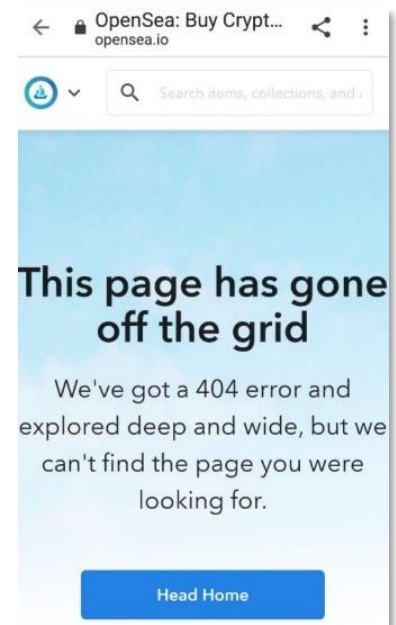 OpenSea: Buy Crypt...
opensea.io
Search items, collections, and a
This page has gone
off the grid
We've got a 404 error and
explored deep and wide, but we
can't find the page you were
looking for.
Head Home